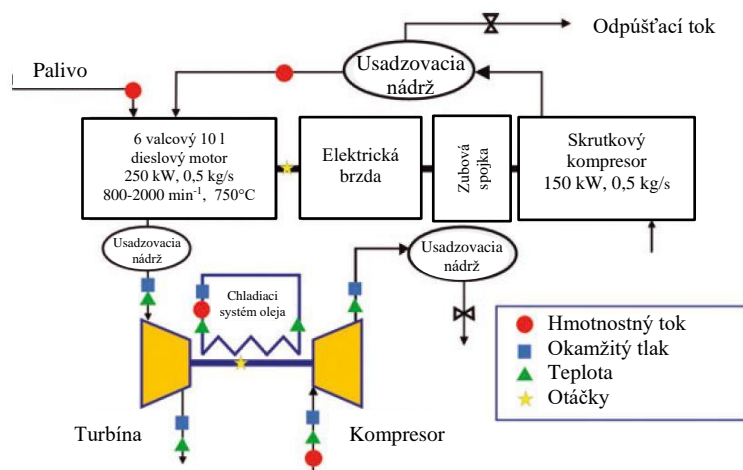 Odpúšťací tok
Usadzovacia
nádrž
Palivo
6 valcový 10 l
dieslový motor
250 kW, 0,5 kg/s
800-2000 min⁻¹, 750°C
Elektrická
brzda
Zubová
spojka
Skrutkový
kompresor
150 kW, 0,5 kg/s
Usadzovacia
nádrž
Usadzovacia
nádrž
Chladiaci
systém oleja
Hmotnostný tok
Okamžitý tlak
Teplota
Otáčky
Turbína
Kompresor